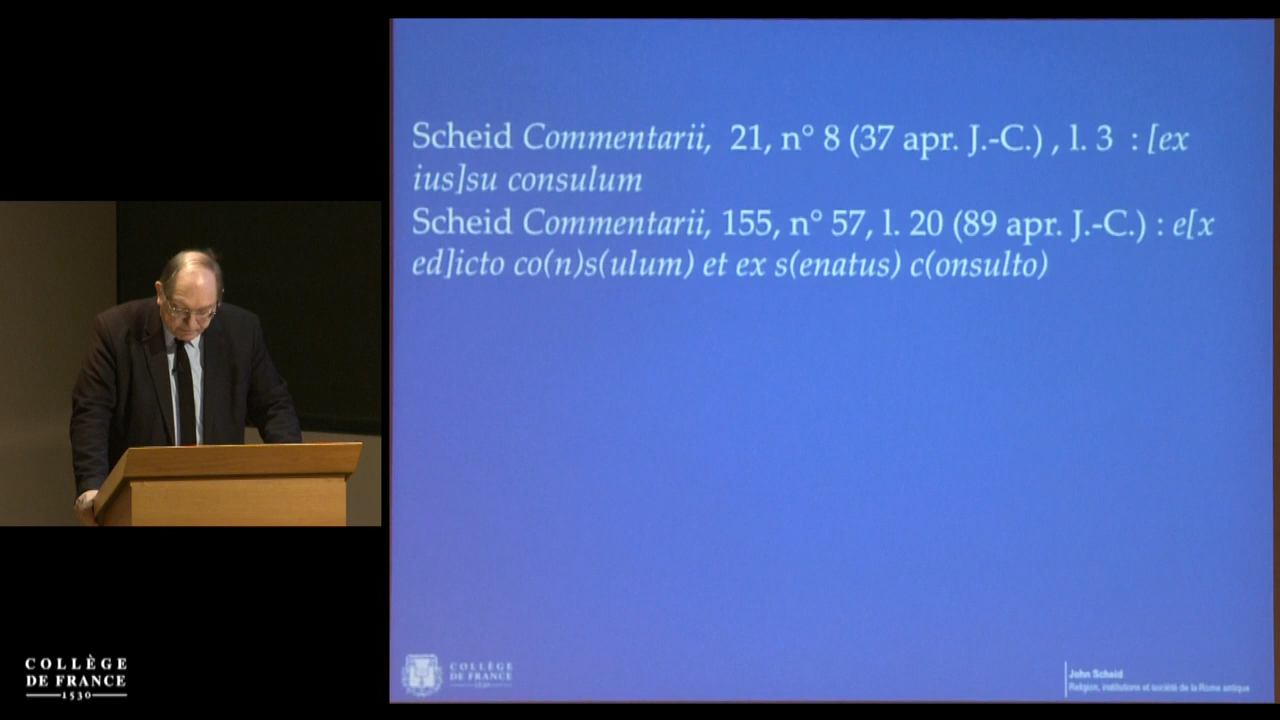 Scheid Commentarii, 21, n° 8 (37 apr. J.-C.) , l. 3 : [ex
ius]su consulum
Scheid Commentarii, 155, n° 57, l. 20 (89 apr. J.-C.) : e[x
ed]icto co(n)s(ulum) et ex s(enatus) c(onsulto)
COLLÈGE
DE FRANCE
1530
COLLÈGE
DE FRANCE
1530
John Scheid
Religion, institutions et société de la Rome antique